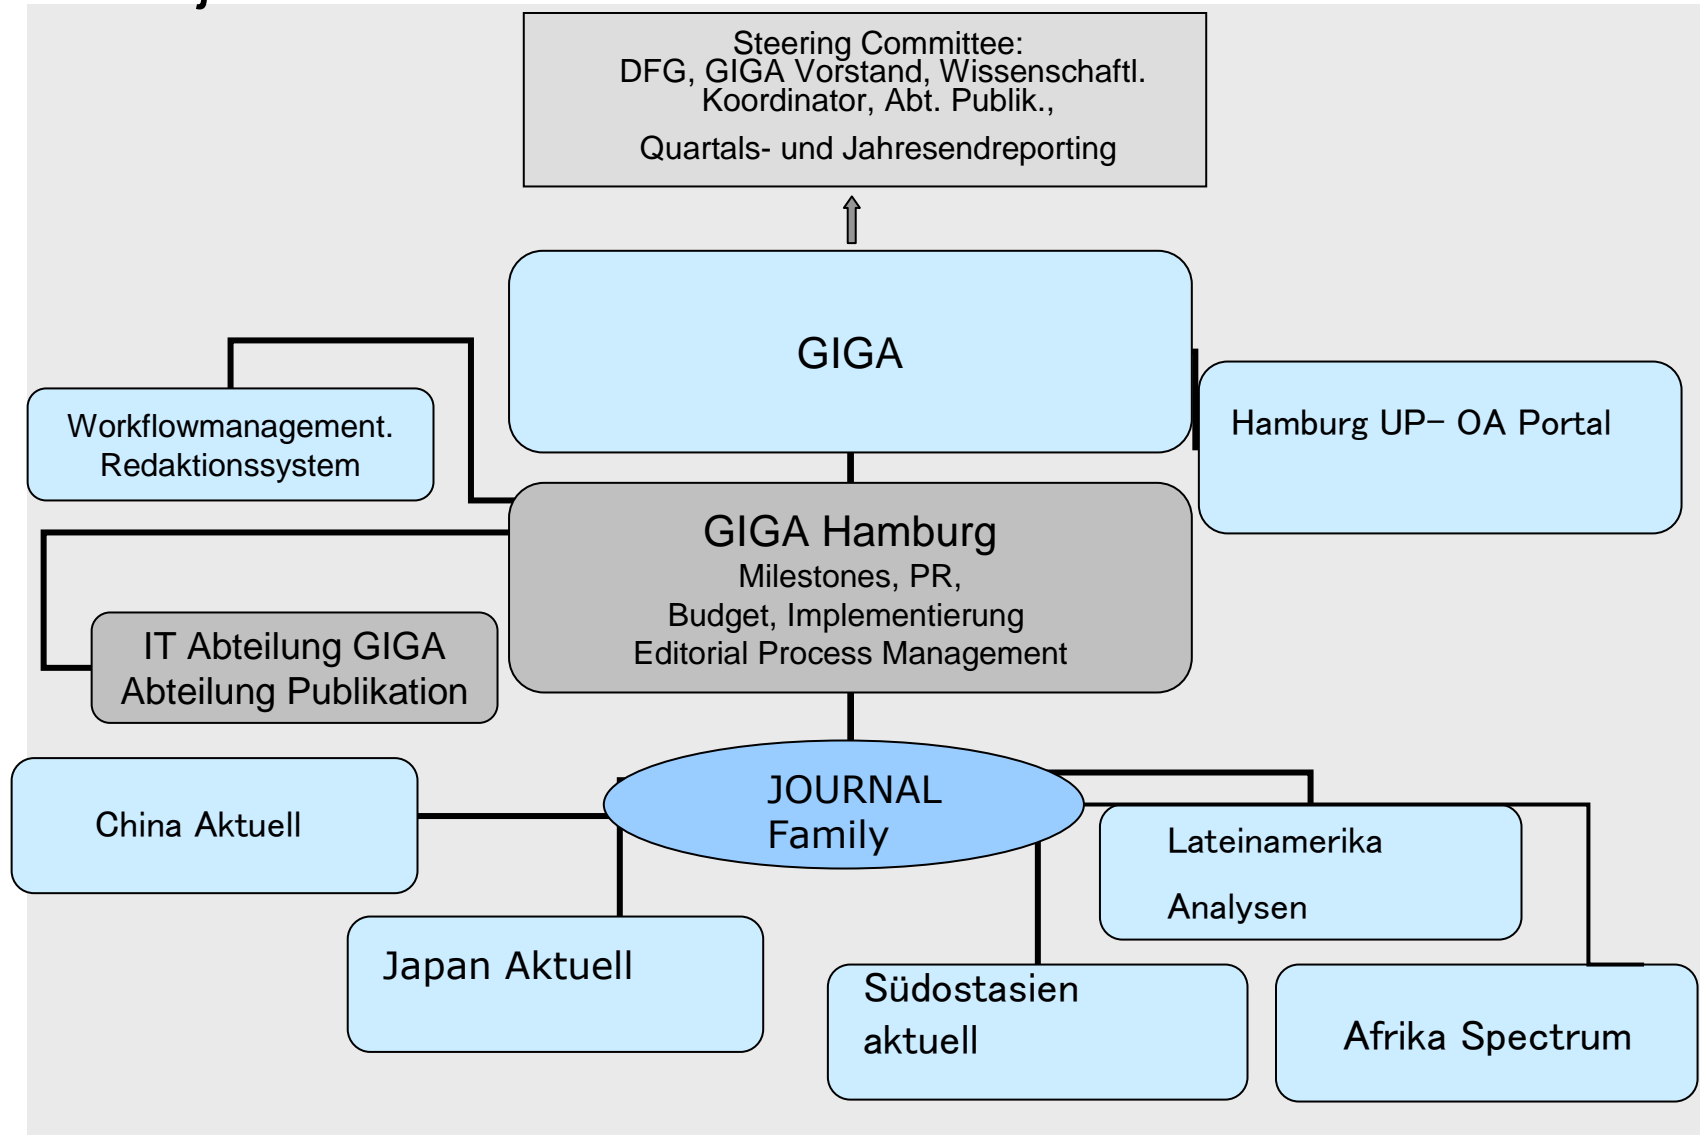 Steering Committee:
DFG, GIGA Vorstand, Wissenschaftl.
Koordinator, Abt. Publik.,
Quartals- und Jahresendreporting
GIGA
Workflowmanagement.
Redaktionssystem
Hamburg UP- OA Portal
GIGA Hamburg
Milestones, PR,
Budget, Implementierung
Editorial Process Management
IT Abteilung GIGA
Abteilung Publikation
JOURNAL
Family
China Aktuell
Lateinamerika
Analysen
Japan Aktuell
Südostasien
aktuell
Afrika Spectrum